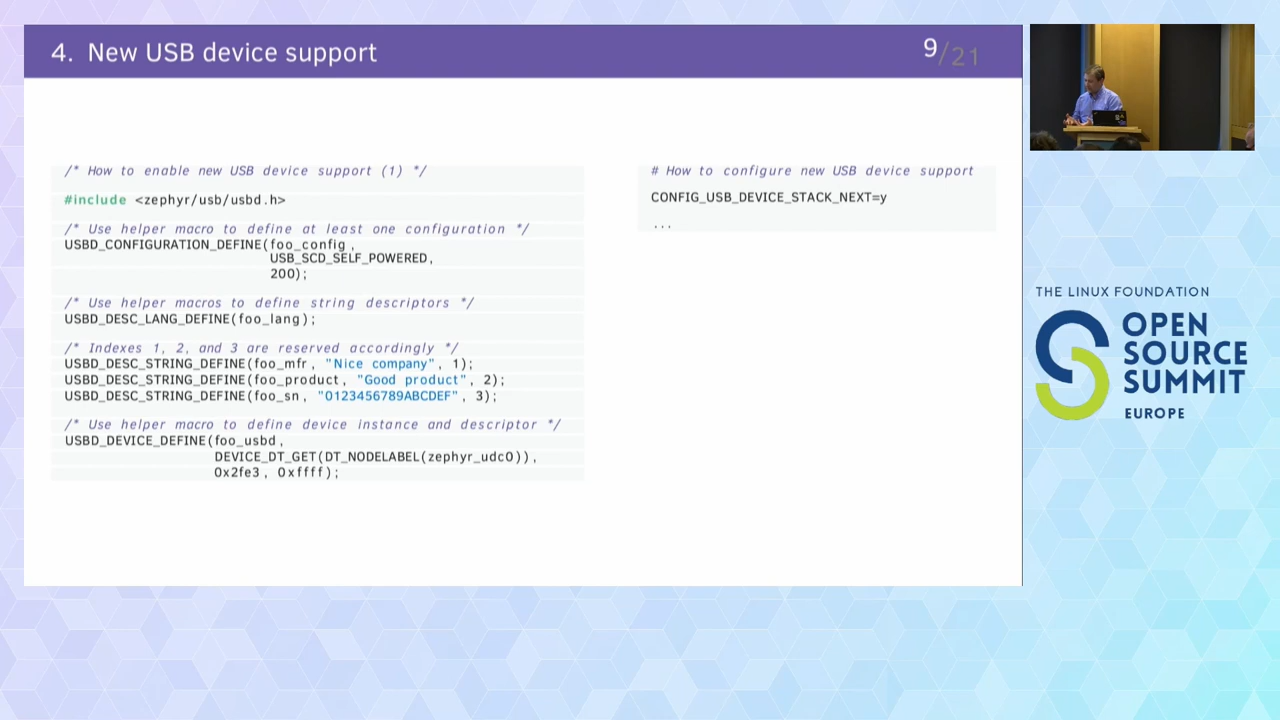 4. New USB device support
9/21
/* How to enable new USB device support (1) */
#include <zephyr/usb/usbd.h>
/* Use helper macro to define at least one configuration */
USBD_CONFIGURATION_DEFINE(foo_config,
USB_SCD_SELF_POWERED,
200);
/* Use helper macros to define string descriptors */
USBD_DESC_LANG_DEFINE(foo_lang);
/* Indexes 1, 2, and 3 are reserved accordingly */
USBD_DESC_STRING_DEFINE(foo_mfr, "Nice company", 1);
USBD_DESC_STRING_DEFINE(foo_product, "Good product", 2);
USBD_DESC_STRING_DEFINE(foo_sn, "0123456789ABCDEF", 3);
/* Use helper macro to define device instance and descriptor */
USBD_DEVICE_DEFINE(foo_usbd,
DEVICE_DT_GET(DT_NODELABEL(zephyr_udc0)),
0x2fe3, 0xffff);
# How to configure new USB device support
CONFIG_USB_DEVICE_STACK_NEXT=y
...
THE LINUX FOUNDATION
OPEN
SOURCE
SUMMIT
EUROPE